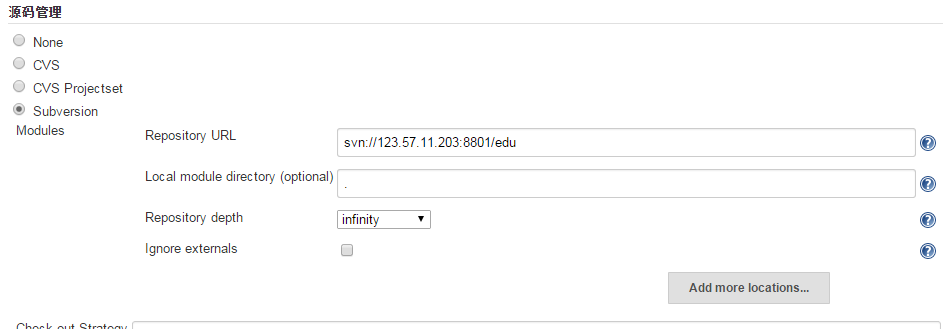 源码管理
None
CVS
CVS Projectset
Subversion
Modules
Repository URL
svn://123.57.11.203:8801/edu
Local module directory (optional)
.
Repository depth
infinity
Ignore externals
Add more locations...
Check-out Strategy